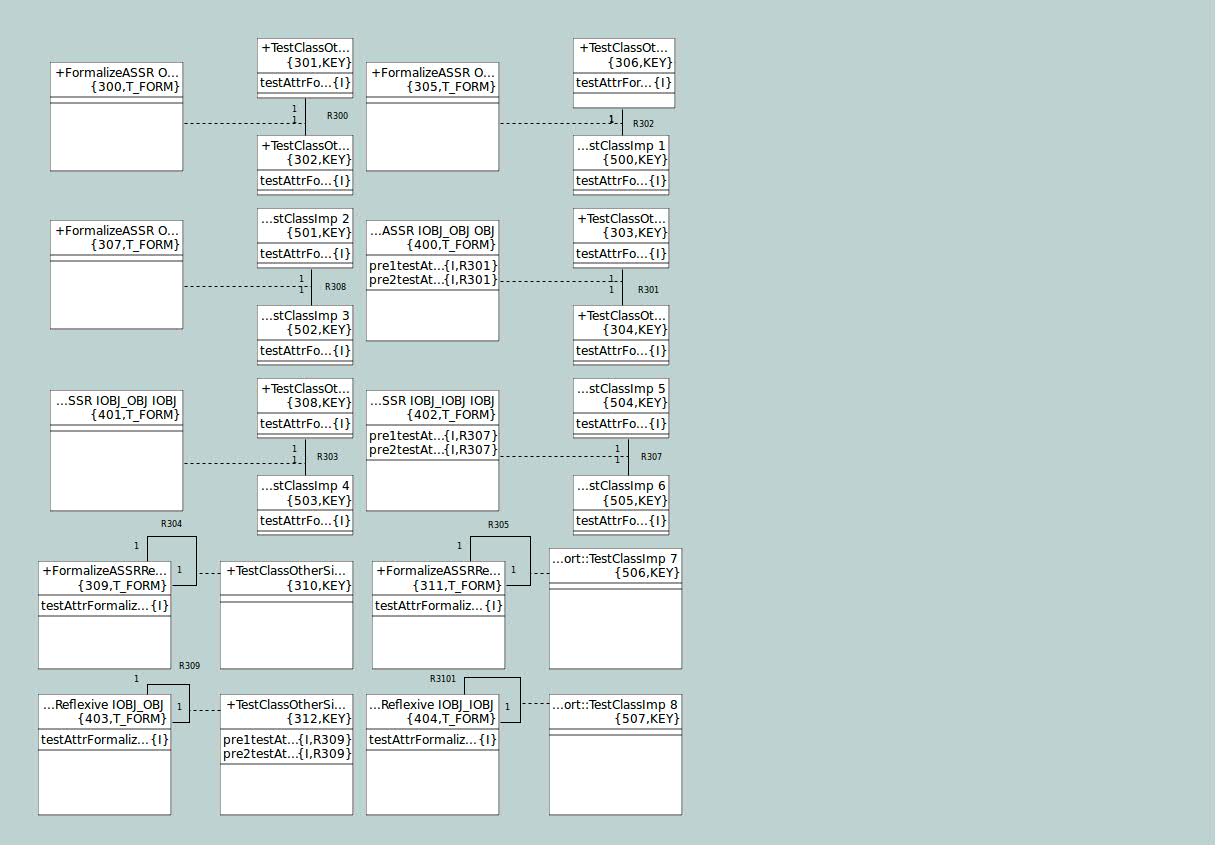 +FormalizeASSR O...
{300,T_FORM}
+TestClassOt...
{301,KEY}
testAttrFo...{I}
1
1
R300
+TestClassOt...
{302,KEY}
testAttrFo...{I}
+FormalizeASSR O...
{305,T_FORM}
+TestClassOt...
{306,KEY}
testAttrFor...{I}
1
R302
...stClassImp 1
{500,KEY}
testAttrFo...{I}
+FormalizeASSR O...
{307,T_FORM}
...stClassImp 2
{501,KEY}
testAttrFo...{I}
1
1
R308
...stClassImp 3
{502,KEY}
testAttrFo...{I}
...ASSR IOBJ_OBJ OBJ
{400,T_FORM}
pre1testAt...{I,R301}
pre2testAt...{I,R301}
+TestClassOt...
{303,KEY}
testAttrFo...{I}
1
1
R301
+TestClassOt...
{304,KEY}
testAttrFo...{I}
...SSR IOBJ_OBJ IOBJ
{401,T_FORM}
+TestClassOt...
{308,KEY}
testAttrFo...{I}
1
1
R303
...stClassImp 4
{503,KEY}
testAttrFo...{I}
...SSR IOBJ_IOBJ IOBJ
{402,T_FORM}
pre1testAt...{I,R307}
pre2testAt...{I,R307}
...stClassImp 5
{504,KEY}
testAttrFo...{I}
1
1
R307
...stClassImp 6
{505,KEY}
testAttrFo...{I}
R304
1
1
+FormalizeASSRRe...
{309,T_FORM}
testAttrFormaliz...{I}
+TestClassOtherSi...
{310,KEY}
R305
1
1
+FormalizeASSRRe...
{311,T_FORM}
testAttrFormaliz...{I}
...ort::TestClassImp 7
{506,KEY}
R309
1
1
...Reflexive IOBJ_OBJ
{403,T_FORM}
testAttrFormaliz...{I}
+TestClassOtherSi...
{312,KEY}
pre1testAt...{I,R309}
pre2testAt...{I,R309}
R3101
1
...Reflexive IOBJ_IOBJ
{404,T_FORM}
testAttrFormaliz...{I}
...ort::TestClassImp 8
{507,KEY}